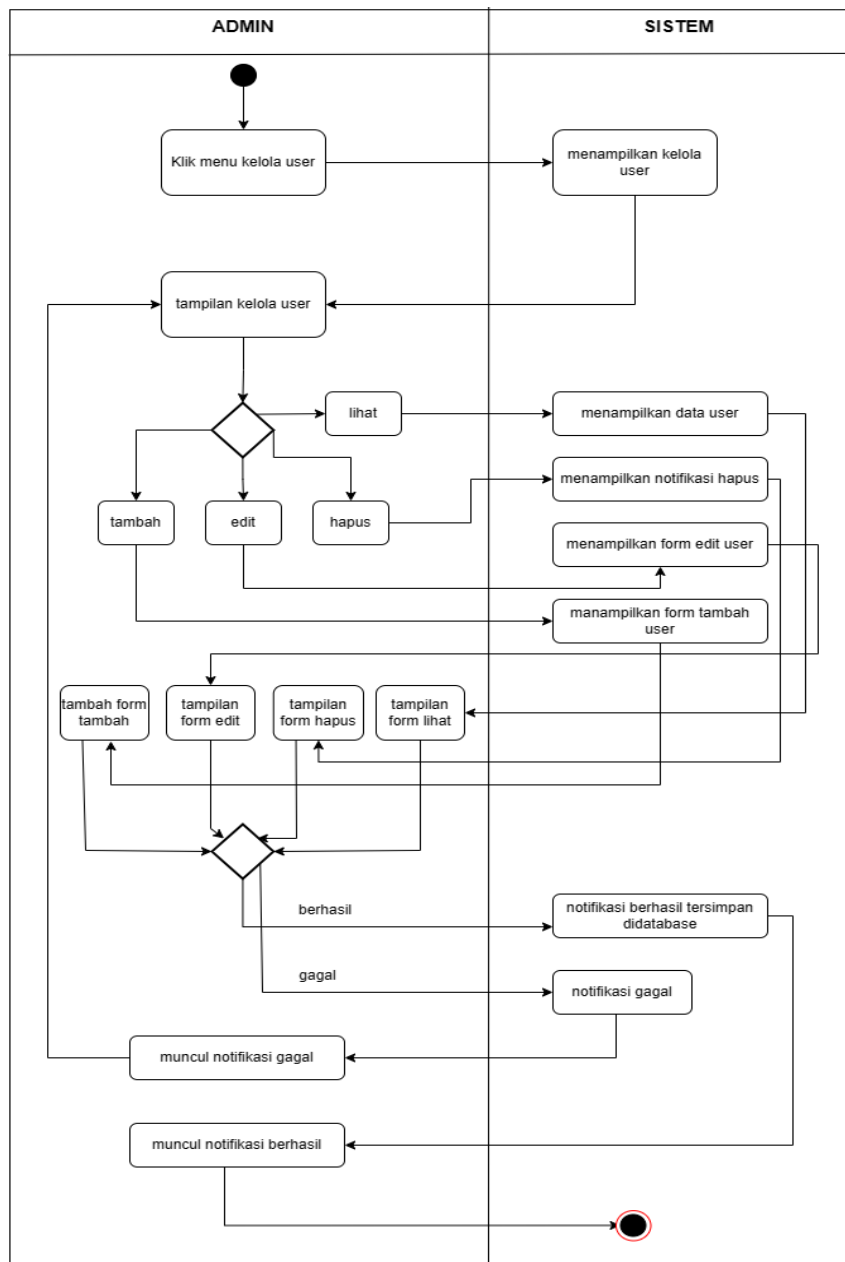 ADMIN
SISTEM
Klik menu kelola user
menampilkan kelola
user
tampilan kelola user
lihat
menampilkan data user
menampilkan notifikasi hapus
tambah
edit
hapus
menampilkan form edit user
manampilkan form tambah
user
tambah form
tambah
tampilan
form edit
tampilan
form hapus
tampilan
form lihat
berhasil
notifikasi berhasil tersimpan
didatabase
gagal
notifikasi gagal
muncul notifikasi gagal
muncul notifikasi berhasil